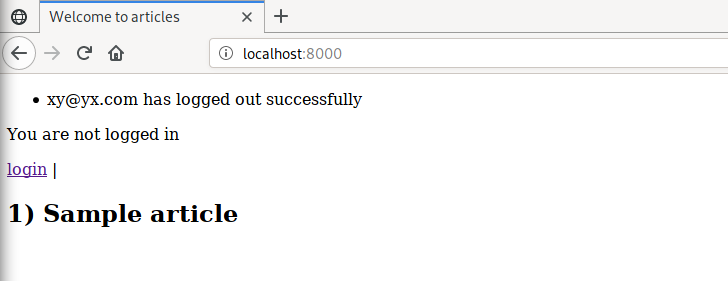 Welcome to articles
localhost:8000
• xy@yx.com has logged out successfully
You are not logged in
login |
1) Sample article